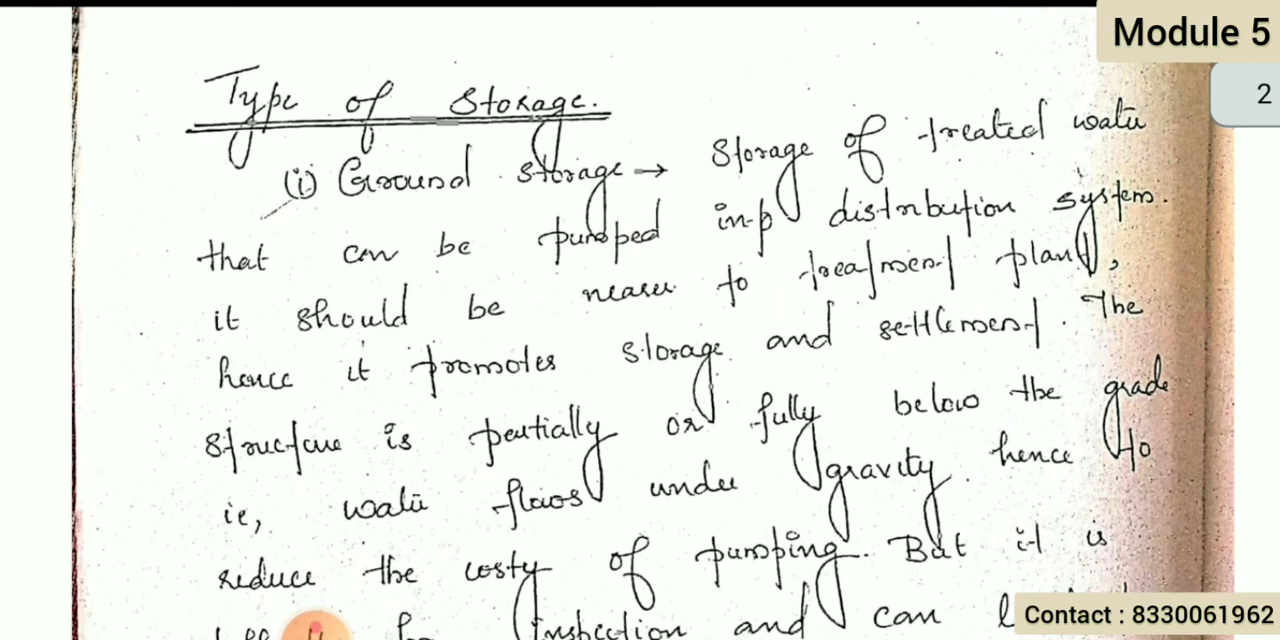 Module 5
2
Type of Storage.
(i) Ground storage → Storage of treated water
that can be pumped into distribution system.
it should be nearer to treatment plant,
hence it promotes storage and settlement. The
structure is partially or fully below the grade
ie, water flows under gravity hence to
reduce the costy of pumping. But it is
inspection and can
Contact : 8330061962